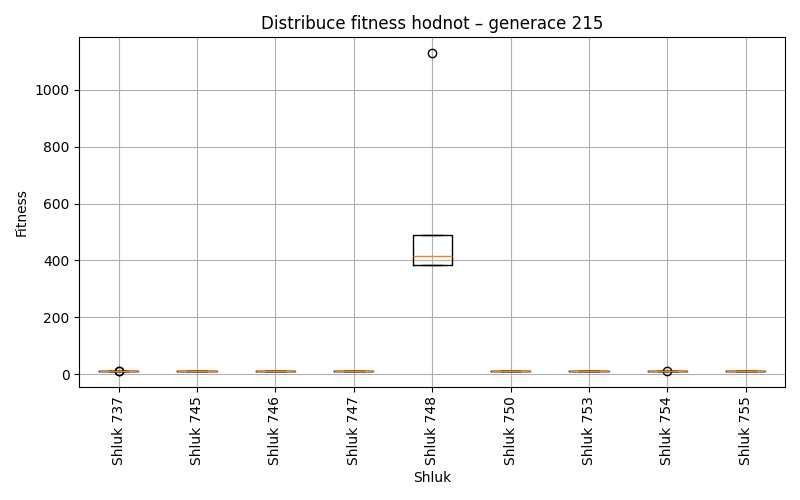 Distribuce fitness hodnot – generace 215
Fitness
1000
800
600
400
200
0
Shluk 737
Shluk 745
Shluk 746
Shluk 747
Shluk 748
Shluk 750
Shluk 753
Shluk 754
Shluk 755
Shluk